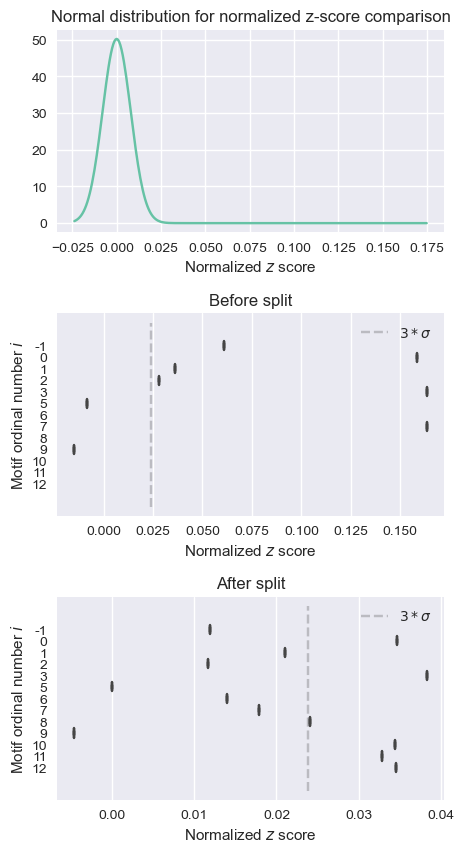 Normal distribution for normalized z-score comparison
50
40
30
20
10
0
−0.025 0.000 0.025 0.050 0.075 0.100 0.125 0.150 0.175
Normalized z score
Before split
3 * σ
Motif ordinal number i
-1
0
1
2
3
5
6
7
8
9
10
11
12
0.000 0.025 0.050 0.075 0.100 0.125 0.150
Normalized z score
After split
3 * σ
Motif ordinal number i
-1
0
1
2
3
5
6
7
8
9
10
11
12
0.00 0.01 0.02 0.03 0.04
Normalized z score